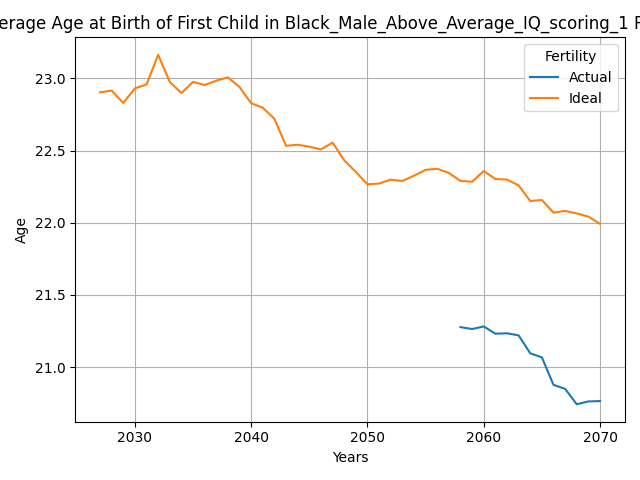 erage Age at Birth of First Child in Black_Male_Above_Average_IQ_scoring_1
Fertility
Actual
Ideal
23.0
22.5
22.0
21.5
21.0
Age
2030 2040 2050 2060 2070
Years